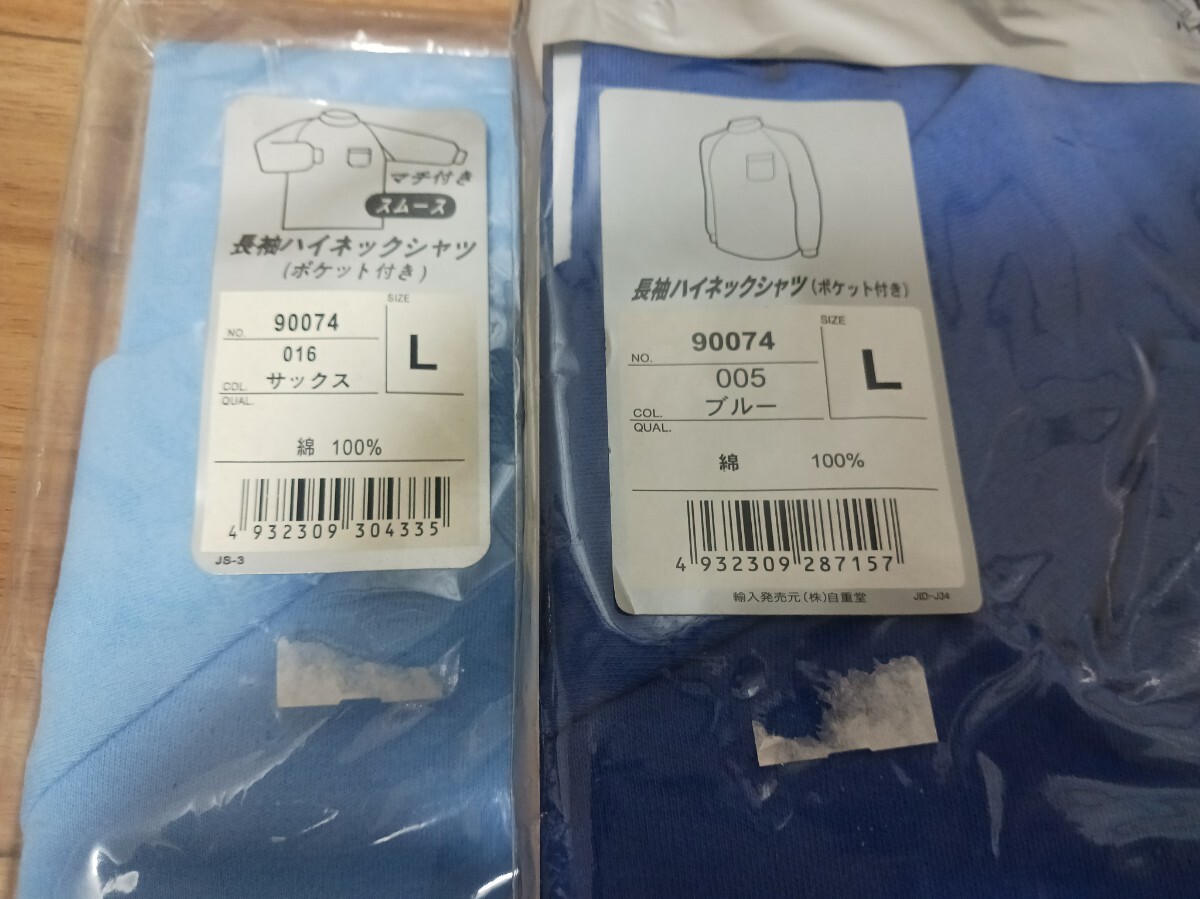 マチ付き
スムース
長袖ハイネックシャツ
(ポケット付き)
NO. 90074
SIZE
L
016
COL. サックス
QUAL.
綿 100%
4 932309 304335
JS-3
長袖ハイネックシャツ(ポケット付き)
NO. 90074
SIZE
L
005
COL. ブルー
QUAL.
綿 100%
4 932309 287157
輸入発売元(株)自重堂 JID-J34